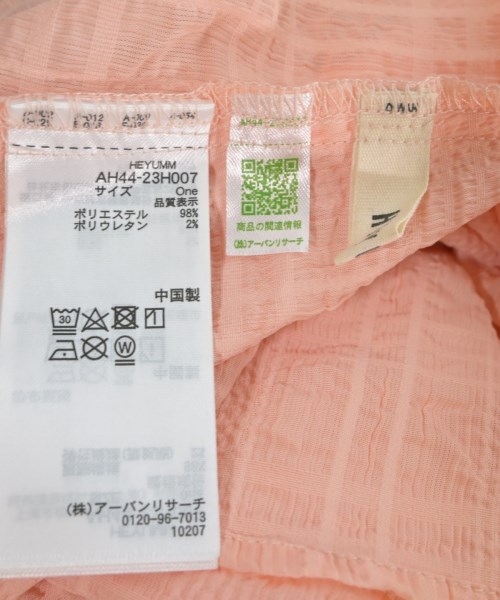 HEYUMM
AH44-23H007
サイズ One
品質表示
ポリエステル 98%
ポリウレタン 2%
中国製
30
W
(株)アーバンリサーチ
0120-96-7013
10207
商品の関連情報
(株)アーバンリサーチ